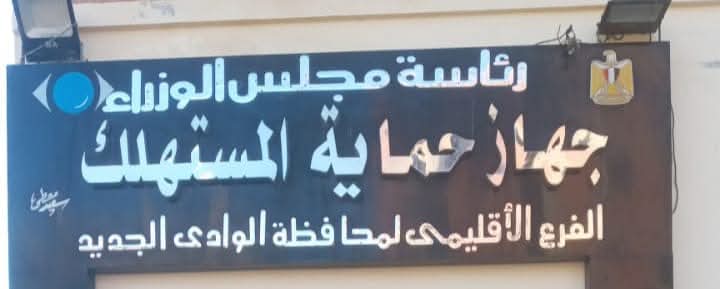 رئاسة مجلس الوزراء
جهاز حماية المستهلك
الفرع الأقليمى لمحافظة الوادى الجديد